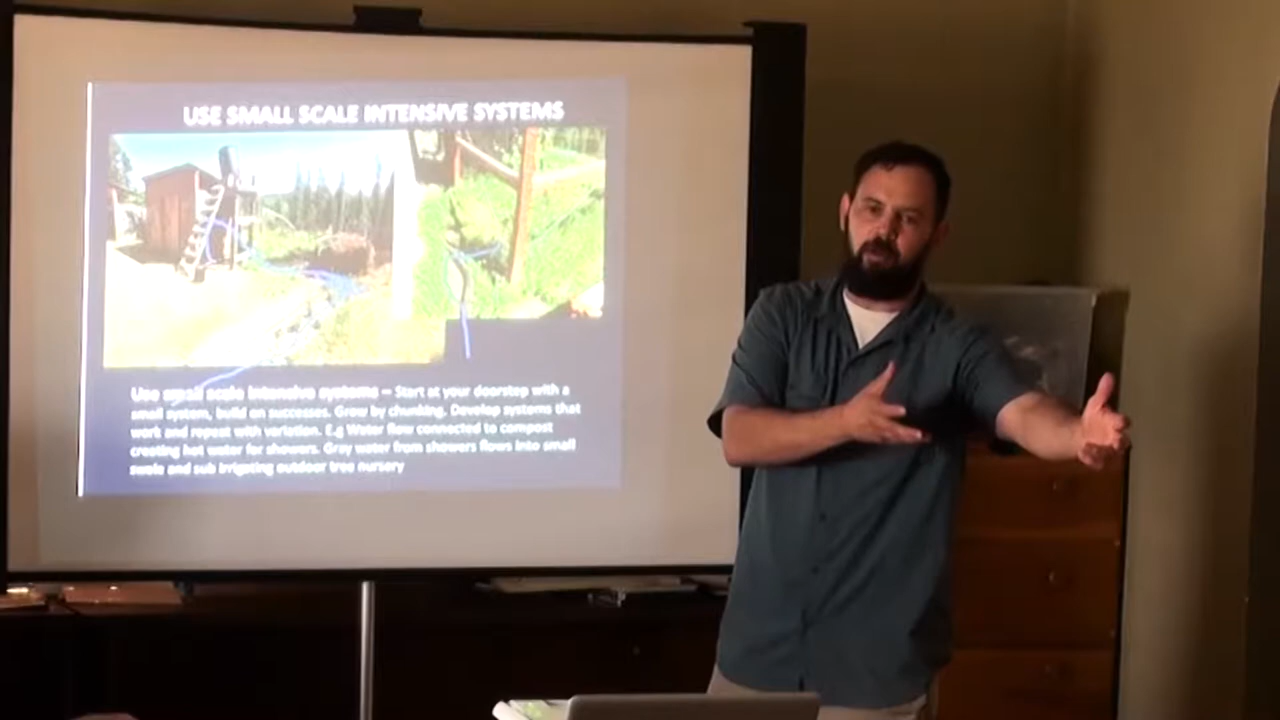 USE SMALL SCALE INTENSIVE SYSTEMS
Use small scale intensive systems – Start at your doorstep with a
small system, build on successes. Grow by chunking. Develop systems that
work and repeat with variation. E.g Water flow connected to compost
creating hot water for showers. Gray water from showers flows into small
swale and sub irrigating outdoor tree nursery